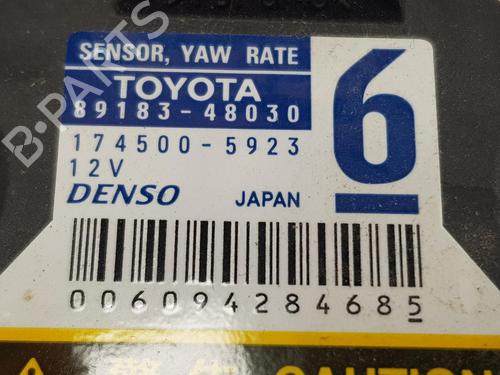 SENSOR, YAW RATE
TOYOTA
89183-48030
6
174500-5923
12V
DENSO JAPAN
006094284685
CAUTION
B-PARTS